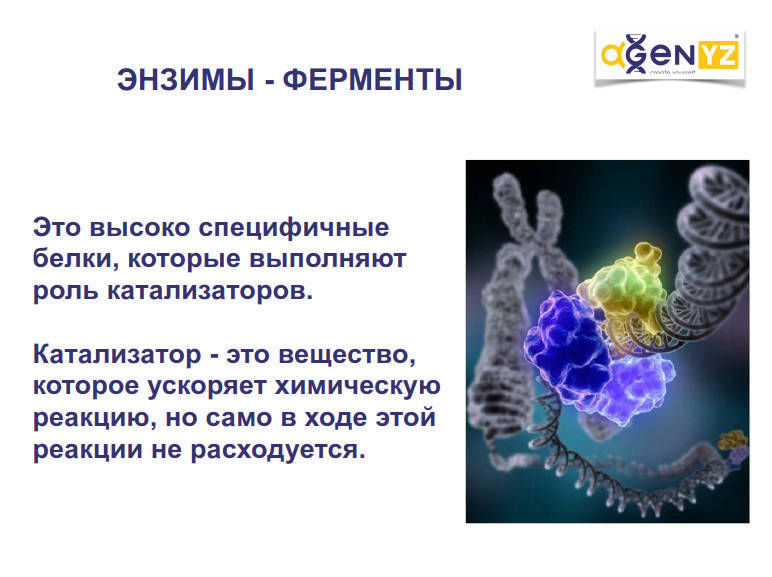 ЭНЗИМЫ - ФЕРМЕНТЫ
αGENYZ
create yourself
Это высоко специфичные
белки, которые выполняют
роль катализаторов.
Катализатор - это вещество,
которое ускоряет химическую
реакцию, но само в ходе этой
реакции не расходуется.